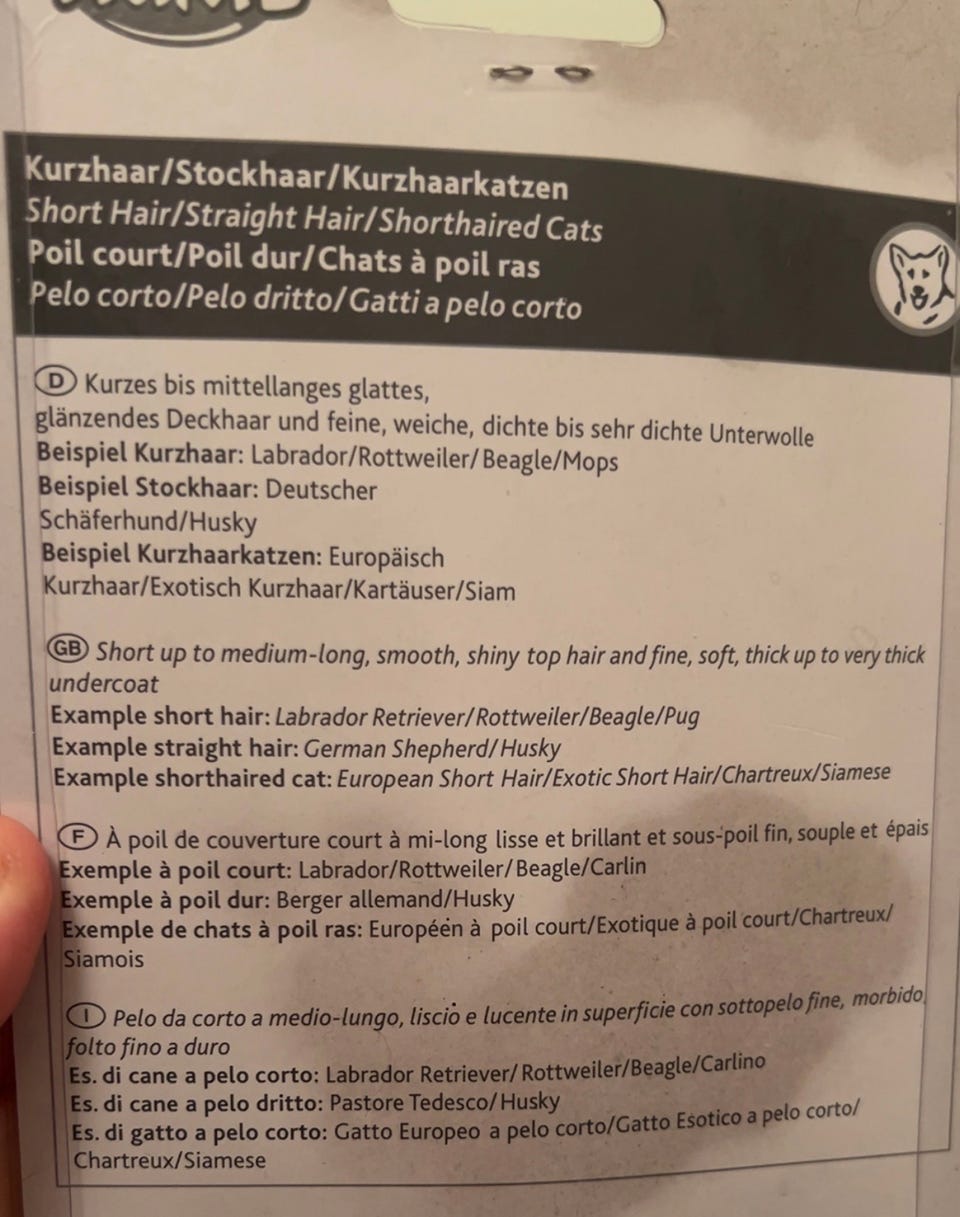 Kurzhaar/Stockhaar/Kurzhaarkatzen
Short Hair/Straight Hair/Shorthaired Cats
Poil court/Poil dur/Chats à poil ras
Pelo corto/Pelo dritto/Gatti a pelo corto
D Kurzes bis mittellanges glattes,
glänzendes Deckhaar und feine, weiche, dichte bis sehr dichte Unterwolle
Beispiel Kurzhaar: Labrador/Rottweiler/Beagle/Mops
Beispiel Stockhaar: Deutscher
Schäferhund/Husky
Beispiel Kurzhaarkatzen: Europäisch
Kurzhaar/Exotisch Kurzhaar/Kartäuser/Siam
GB Short up to medium-long, smooth, shiny top hair and fine, soft, thick up to very thick
undercoat
Example short hair: Labrador Retriever/Rottweiler/Beagle/Pug
Example straight hair: German Shepherd/Husky
Example shorthaired cat: European Short Hair/Exotic Short Hair/Chartreux/Siamese
F À poil de couverture court à mi-long lisse et brillant et sous-poil fin, souple et épais
Exemple à poil court: Labrador/Rottweiler/Beagle/Carlin
Exemple à poil dur: Berger allemand/Husky
Exemple de chats à poil ras: Européen à poil court/Exotique à poil court/Chartreux/
Siamois
I Pelo da corto a medio-lungo, liscio e lucente in superficie con sottopelo fine, morbido,
folto fino a duro
Es. di cane a pelo corto: Labrador Retriever/Rottweiler/Beagle/Carlino
Es. di cane a pelo dritto: Pastore Tedesco/Husky
Es. di gatto a pelo corto: Gatto Europeo a pelo corto/Gatto Esotico a pelo corto/
Chartreux/Siamese